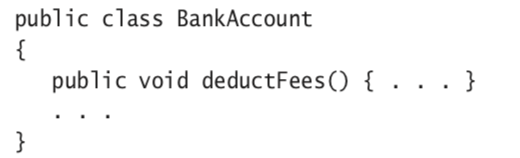 public class BankAccount
{
   public void deductFees() { . . . }
   . . .
}